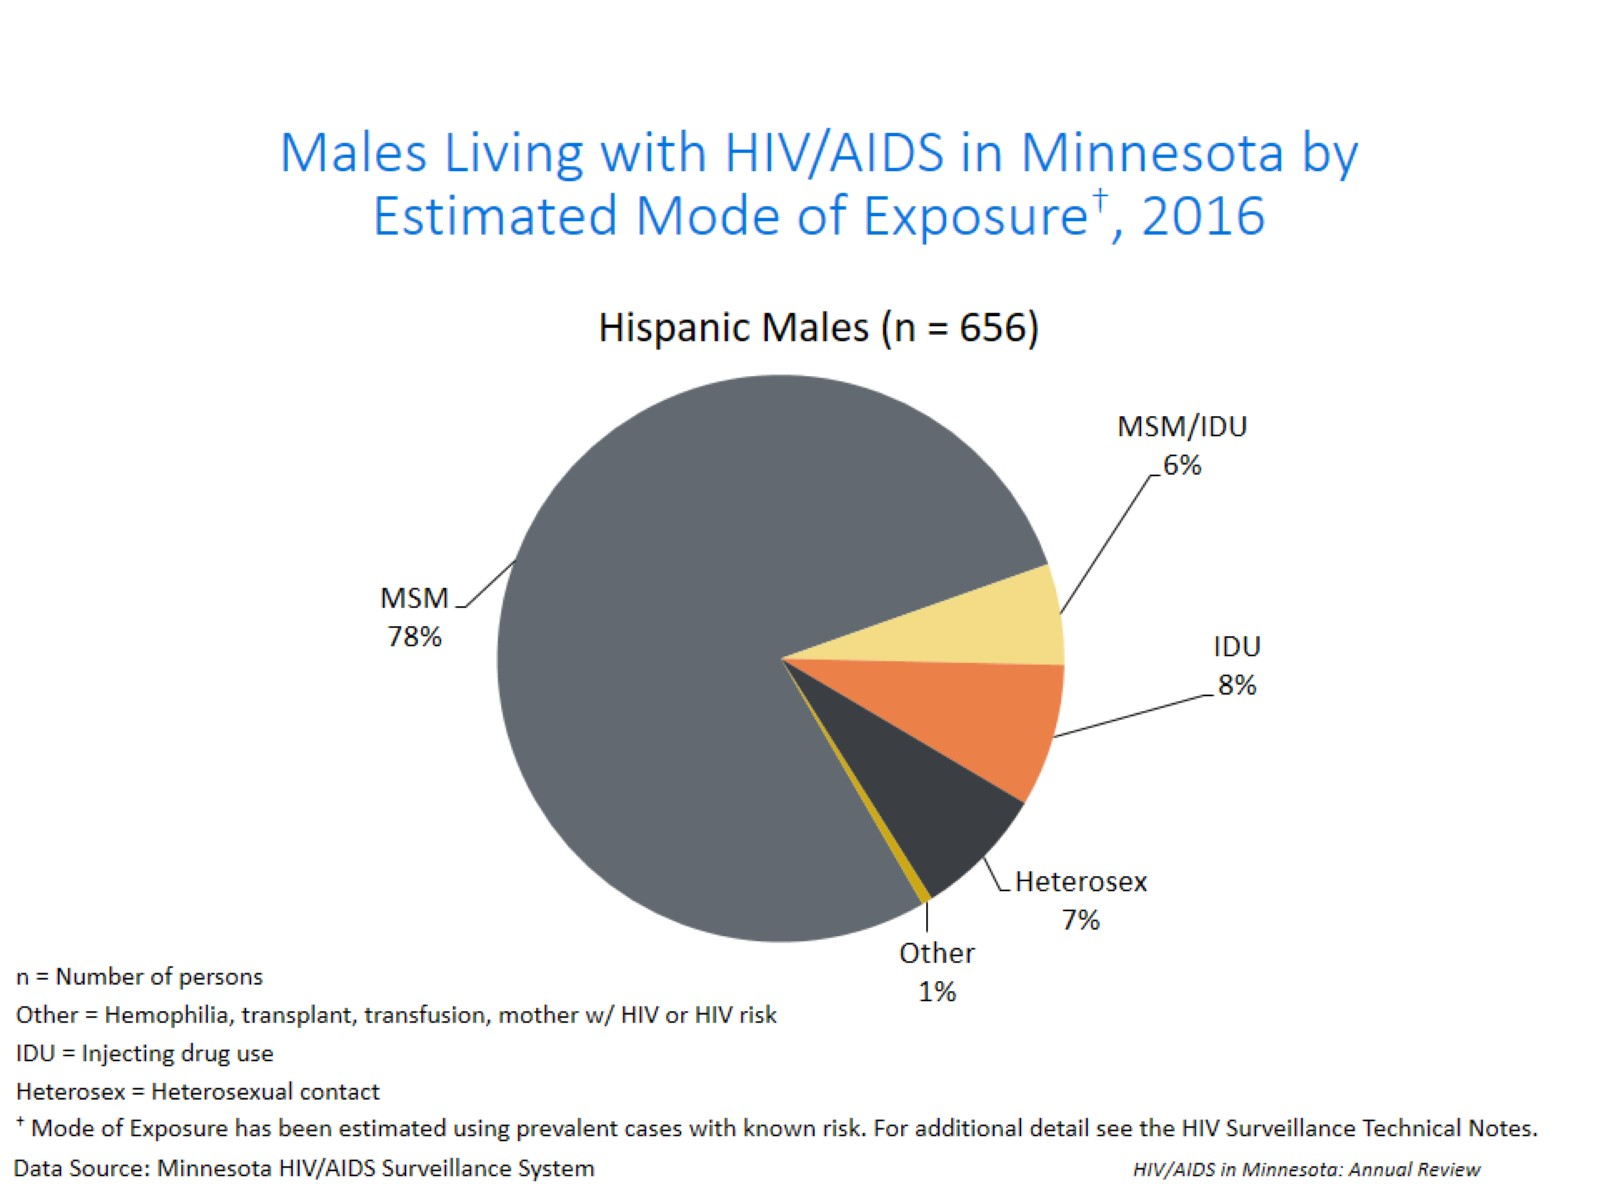 Males Living with HIV/AIDS in Minnesota by
Estimated Mode of Exposure†, 2016
Hispanic Males (n = 656)
MSM/IDU
6%
MSM
78%
IDU
8%
Heterosex
7%
Other
1%
n = Number of persons
Other = Hemophilia, transplant, transfusion, mother w/ HIV or HIV risk
IDU = Injecting drug use
Heterosex = Heterosexual contact
† Mode of Exposure has been estimated using prevalent cases with known risk. For additional detail see the HIV Surveillance Technical Notes.
Data Source: Minnesota HIV/AIDS Surveillance System
HIV/AIDS in Minnesota: Annual Review